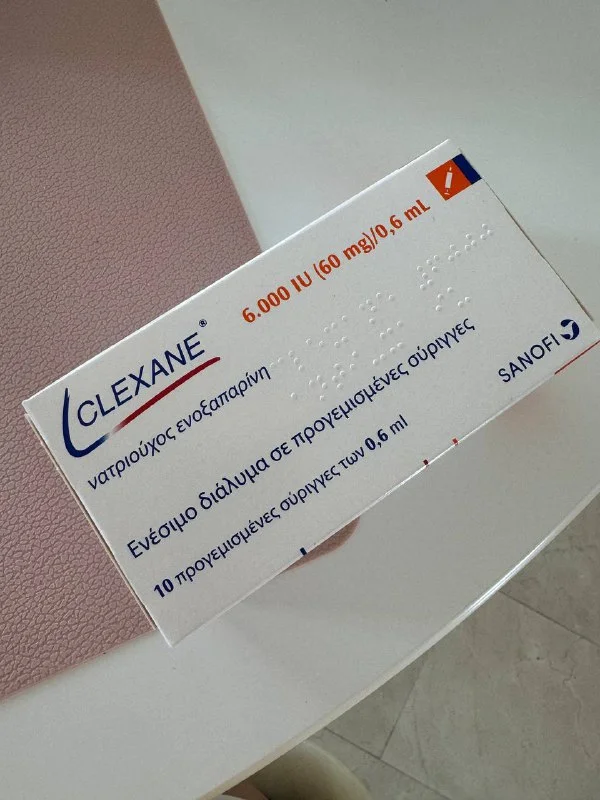 6.000 IU (60 mg)/0,6 mL
CLEXANE®
νατριούχος ενοξαπαρίνη
Ενέσιμο διάλυμα σε προγεμισμένες σύριγγες
10 προγεμισμένες σύριγγες των 0,6 ml
SANOFI